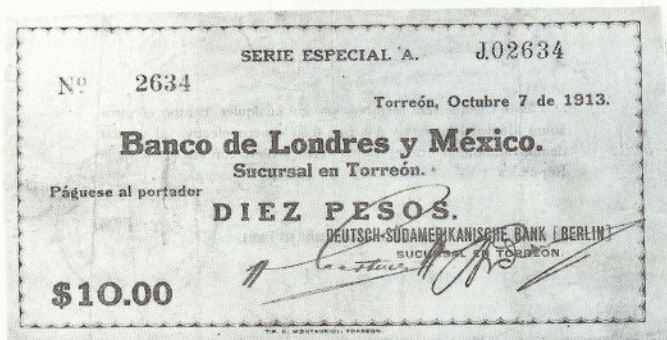 SERIE ESPECIAL A. J.02634
Nº 2634
Torreón, Octubre 7 de 1913.
Banco de Londres y México.
Sucursal en Torreón.
Páguese al portador
DIEZ PESOS.
DEUTSCH-SÜDAMERIKANISCHE BANK [BERLIN]
SUCURSAL EN TORREON
$10.00